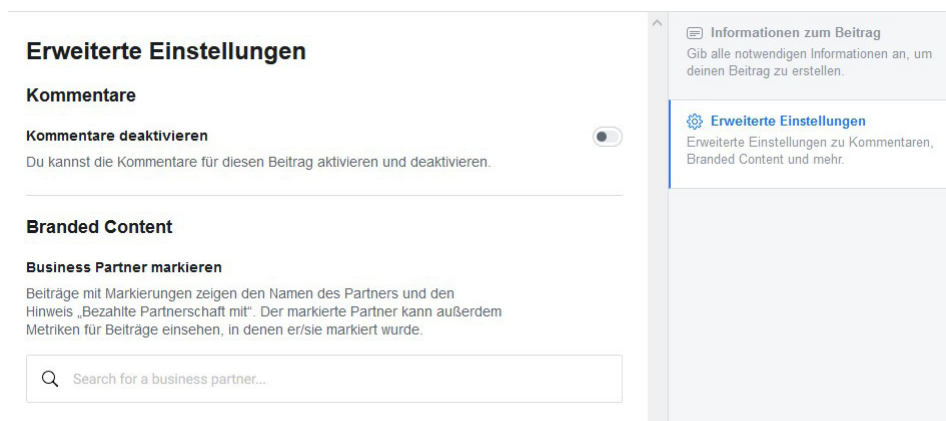 Erweiterte Einstellungen
Kommentare
Kommentare deaktivieren
Du kannst die Kommentare für diesen Beitrag aktivieren und deaktivieren.
Branded Content
Business Partner markieren
Beiträge mit Markierungen zeigen den Namen des Partners und den
Hinweis „Bezahlte Partnerschaft mit“. Der markierte Partner kann außerdem
Metriken für Beiträge einsehen, in denen er/sie markiert wurde.
Search for a business partner...
Informationen zum Beitrag
Gib alle notwendigen Informationen an, um
deinen Beitrag zu erstellen.
Erweiterte Einstellungen
Erweiterte Einstellungen zu Kommentaren,
Branded Content und mehr.